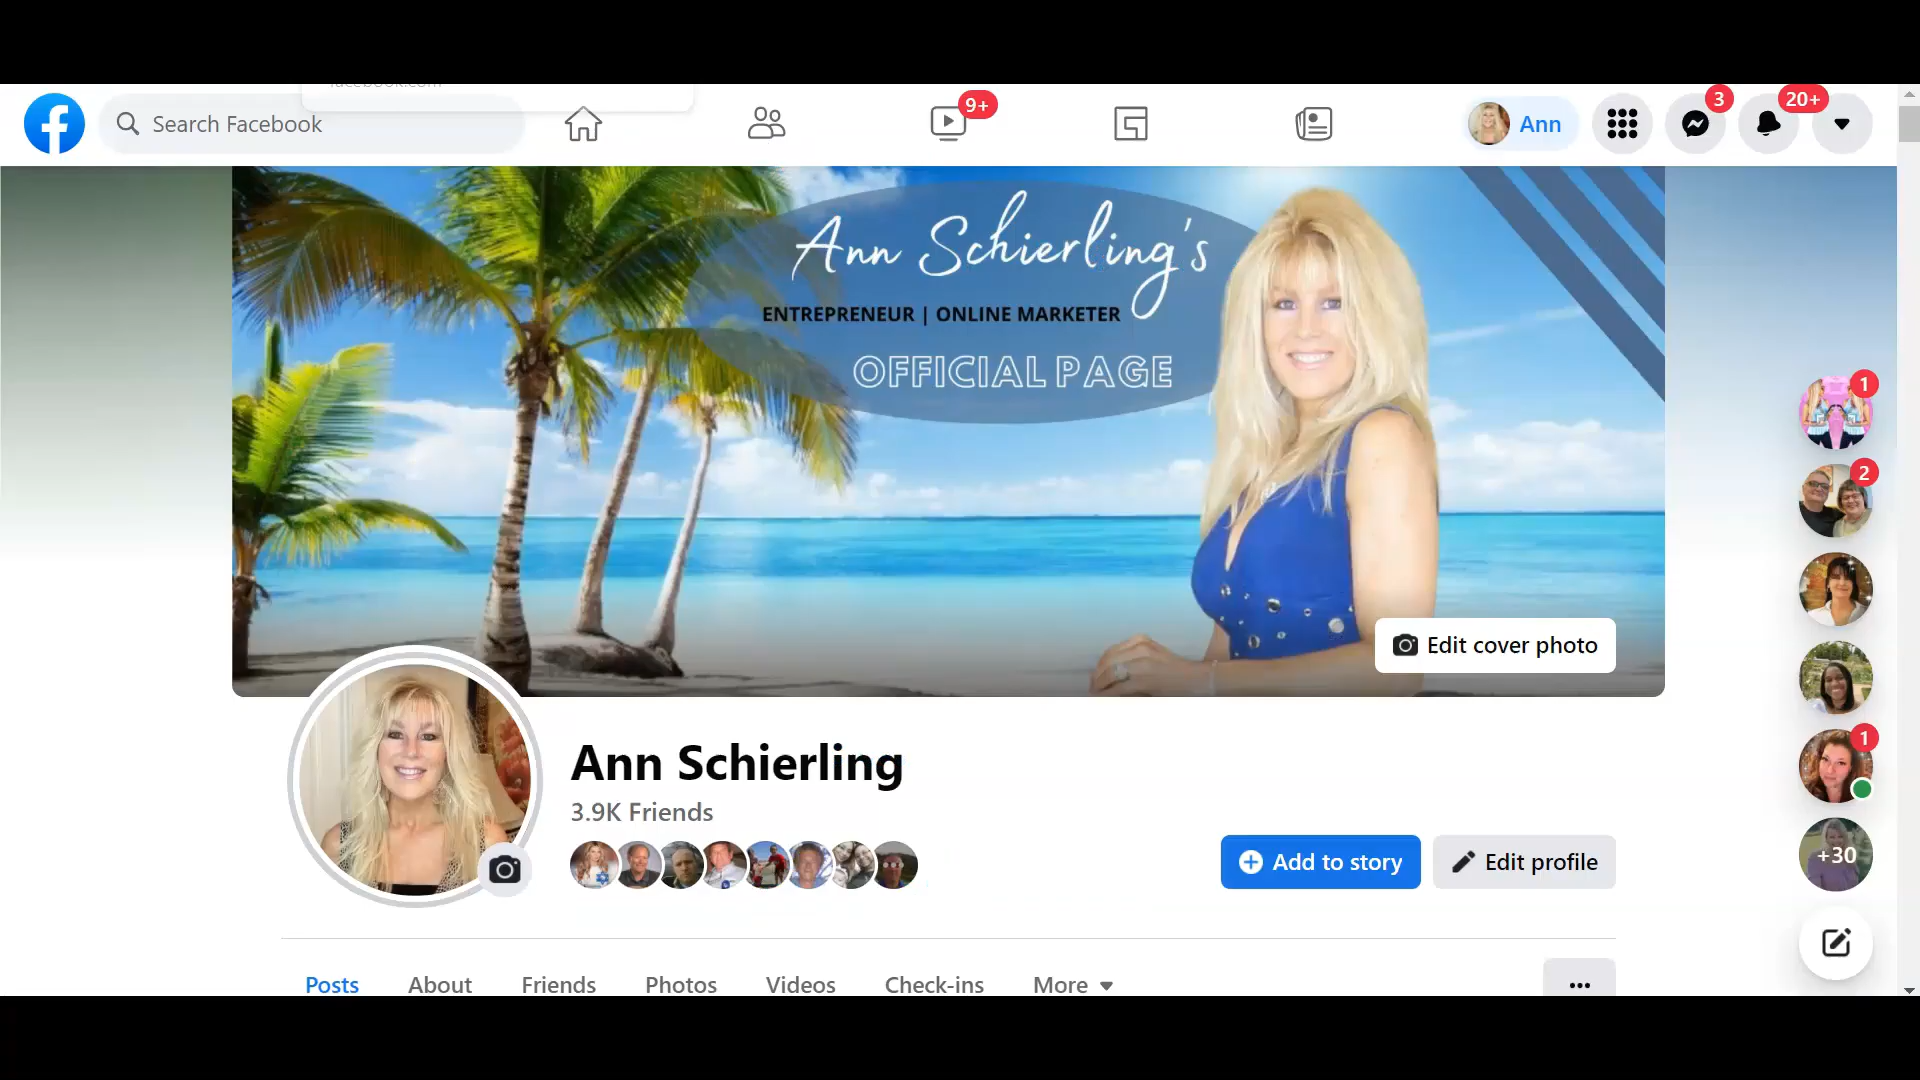 facebook.com
Search Facebook
9+
Ann
3
20+
Ann Schierling's
ENTREPRENEUR | ONLINE MARKETER
OFFICIAL PAGE
Edit cover photo
1
2
1
+30
Ann Schierling
3.9K Friends
Add to story
Edit profile
Posts About Friends Photos Videos Check-ins More